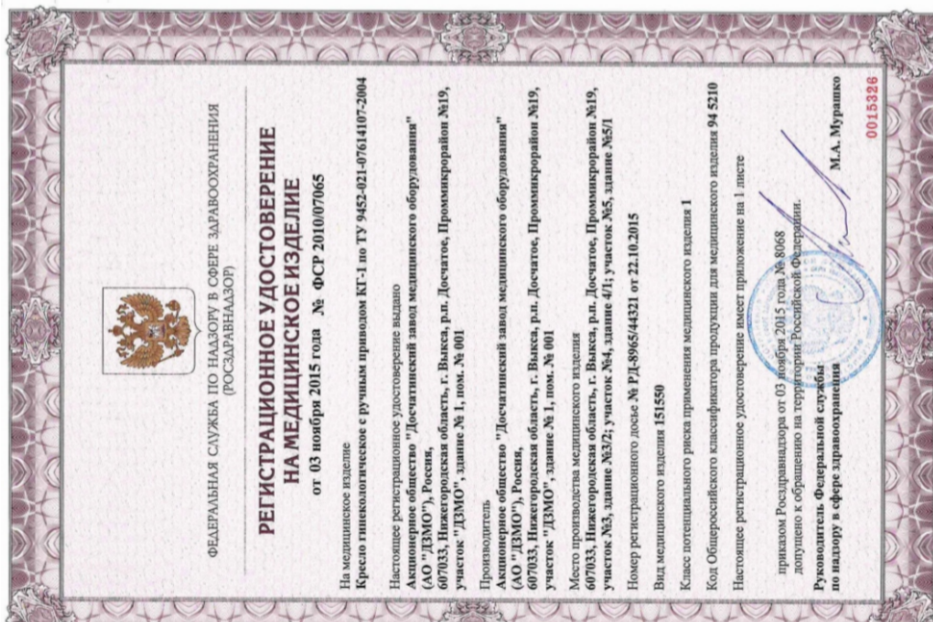 ФЕДЕРАЛЬНАЯ СЛУЖБА ПО НАДЗОРУ В СФЕРЕ ЗДРАВООХРАНЕНИЯ
(РОСЗДРАВНАДЗОР)
РЕГИСТРАЦИОННОЕ УДОСТОВЕРЕНИЕ
НА МЕДИЦИНСКОЕ ИЗДЕЛИЕ
от 03 ноября 2015 года № ФСР 2010/07065
На медицинское изделие
Кресло гинекологическое с ручным приводом КГ-1 по ТУ 9452-021-07614107-2004
Настоящее регистрационное удостоверение выдано
Акционерное общество "Досчатинский завод медицинского оборудования"
(АО "ДЗМО"), Россия,
607033, Нижегородская область, г. Выкса, р.п. Досчатое, Проммикрорайон №19,
участок "ДЗМО", здание № 1, пом. № 001
Производитель
Акционерное общество "Досчатинский завод медицинского оборудования"
(АО "ДЗМО"), Россия,
607033, Нижегородская область, г. Выкса, р.п. Досчатое, Проммикрорайон №19,
участок "ДЗМО", здание № 1, пом. № 001
Место производства медицинского изделия
607033, Нижегородская область, г. Выкса, р.п. Досчатое, Проммикрорайон №19,
участок №3, здание №3/2; участок №4, здание 4/1; участок №5, здание №5/1
Номер регистрационного досье № РД-8965/44321 от 22.10.2015
Вид медицинского изделия 151550
Класс потенциального риска применения медицинского изделия 1
Код Общероссийского классификатора продукции для медицинского изделия 94 5210
Настоящее регистрационное удостоверение имеет приложение на 1 листе
приказом Росздравнадзора от 03 ноября 2015 года № 8068
допущено к обращению на территории Российской Федерации.
Руководитель Федеральной службы
по надзору в сфере здравоохранения
М.А. Мурашко
0015326